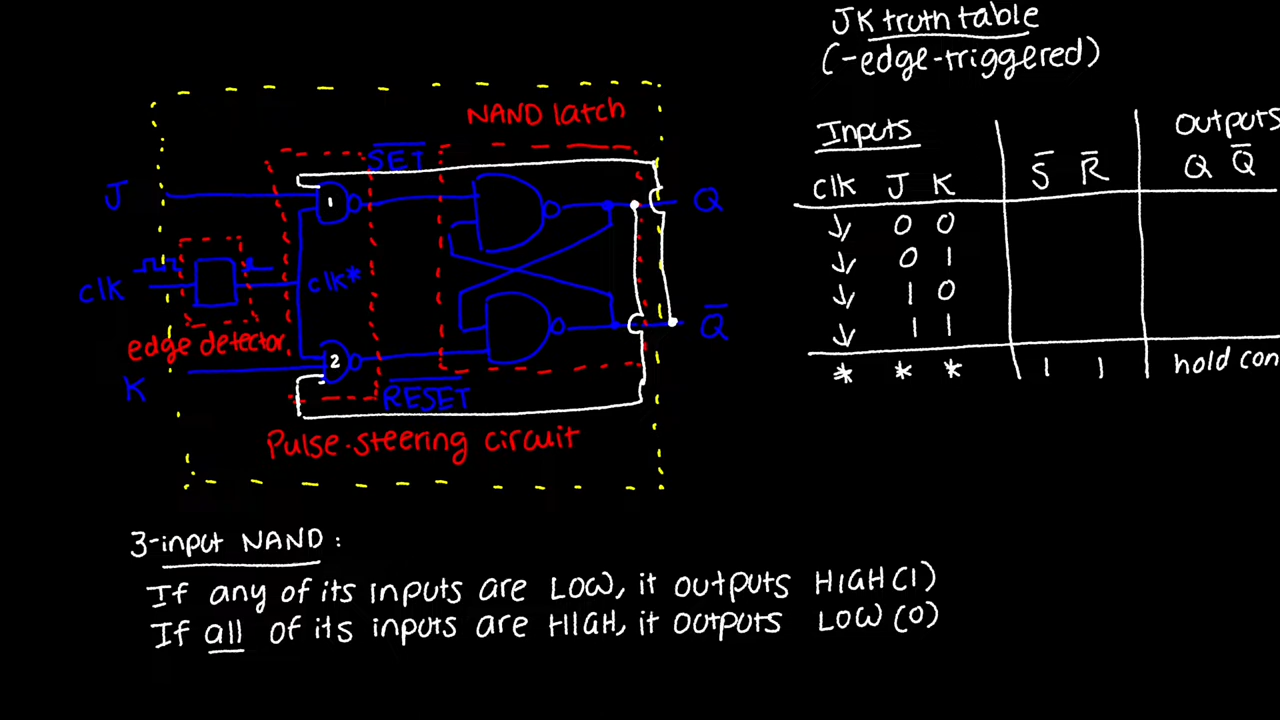 JK truth table
(-edge-triggered)
NAND latch
Inputs
Outputs
clk J K S̅ R̅ Q Q̅
↓ 0 0
↓ 0 1
↓ 1 0
↓ 1 1
* * * 1 1 hold con
S̅E̅T̅
J
1
Q
clk
clk*
edge detector
2
Q̅
K
R̅E̅S̅E̅T̅
Pulse-steering circuit
3-input NAND:
If any of its inputs are LOW, it outputs HIGH(1)
If all of its inputs are HIGH, it outputs LOW (0)